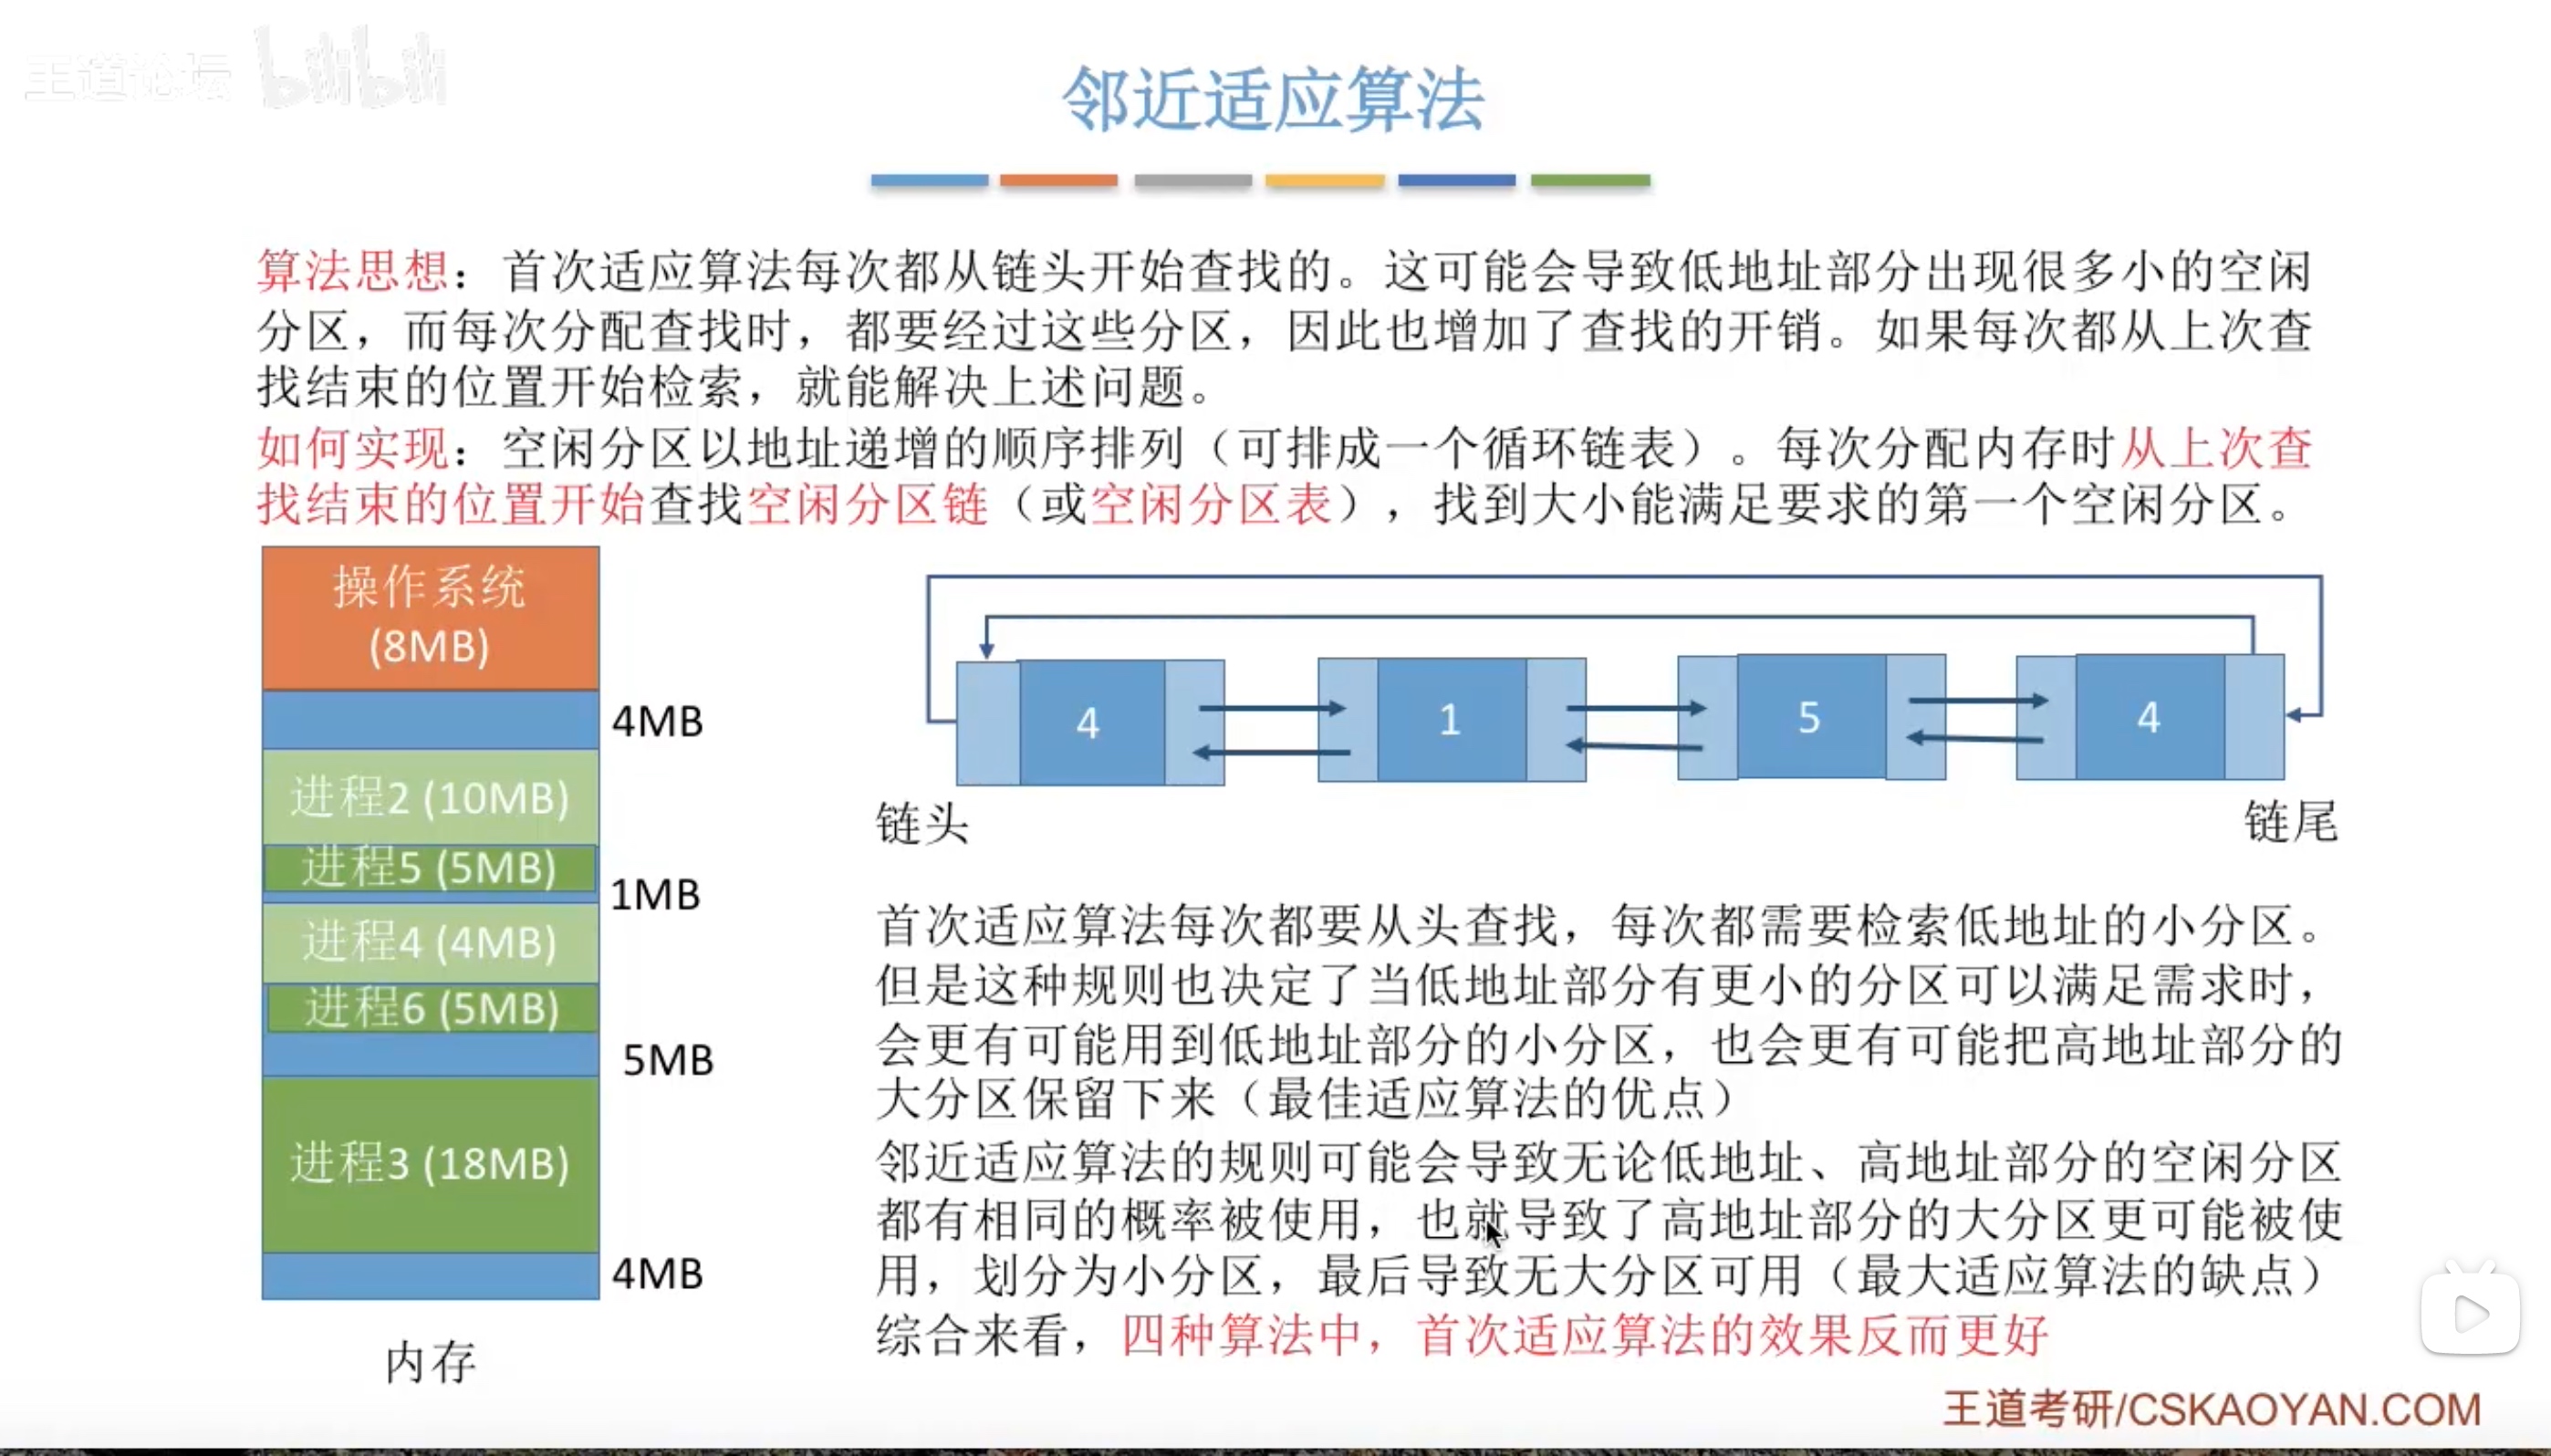 王道论坛 bilibili
邻近适应算法
算法思想：首次适应算法每次都从链头开始查找的。这可能会导致低地址部分出现很多小的空闲
分区，而每次分配查找时，都要经过这些分区，因此也增加了查找的开销。如果每次都从上次查
找结束的位置开始检索，就能解决上述问题。
如何实现：空闲分区以地址递增的顺序排列（可排成一个循环链表）。每次分配内存时从上次查
找结束的位置开始查找空闲分区链（或空闲分区表），找到大小能满足要求的第一个空闲分区。
操作系统
(8MB)
4MB
进程2 (10MB)
进程5 (5MB)
1MB
进程4 (4MB)
进程6 (5MB)
5MB
进程3 (18MB)
4MB
内存
4
1
5
4
链头
链尾
首次适应算法每次都要从头查找，每次都需要检索低地址的小分区。
但是这种规则也决定了当低地址部分有更小的分区可以满足需求时，
会更有可能用到低地址部分的小分区，也会更有可能把高地址部分的
大分区保留下来（最佳适应算法的优点）
邻近适应算法的规则可能会导致无论低地址、高地址部分的空闲分区
都有相同的概率被使用，也就导致了高地址部分的大分区更可能被使
用，划分为小分区，最后导致无大分区可用（最大适应算法的缺点）
综合来看，四种算法中，首次适应算法的效果反而更好
王道考研/CSKAOYAN.COM